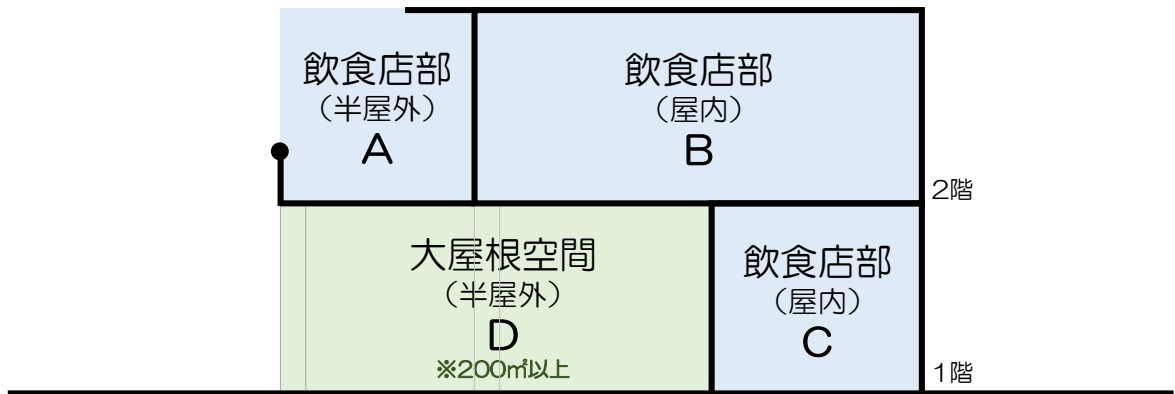 飲食店部
（半屋外）
A
飲食店部
（屋内）
B
2階
大屋根空間
（半屋外）
D
※200㎡以上
飲食店部
（屋内）
C
1階